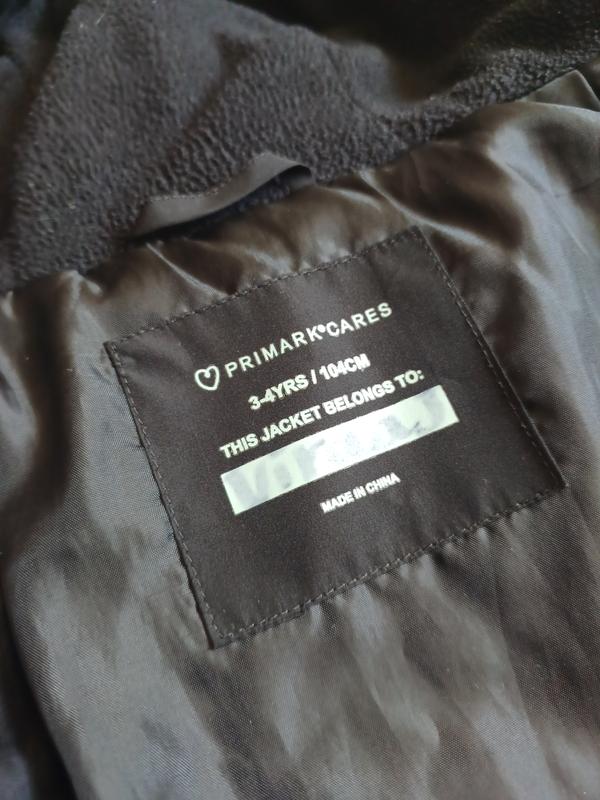 PRIMARK®CARES
3-4YRS / 104CM
THIS JACKET BELONGS TO:
MADE IN CHINA